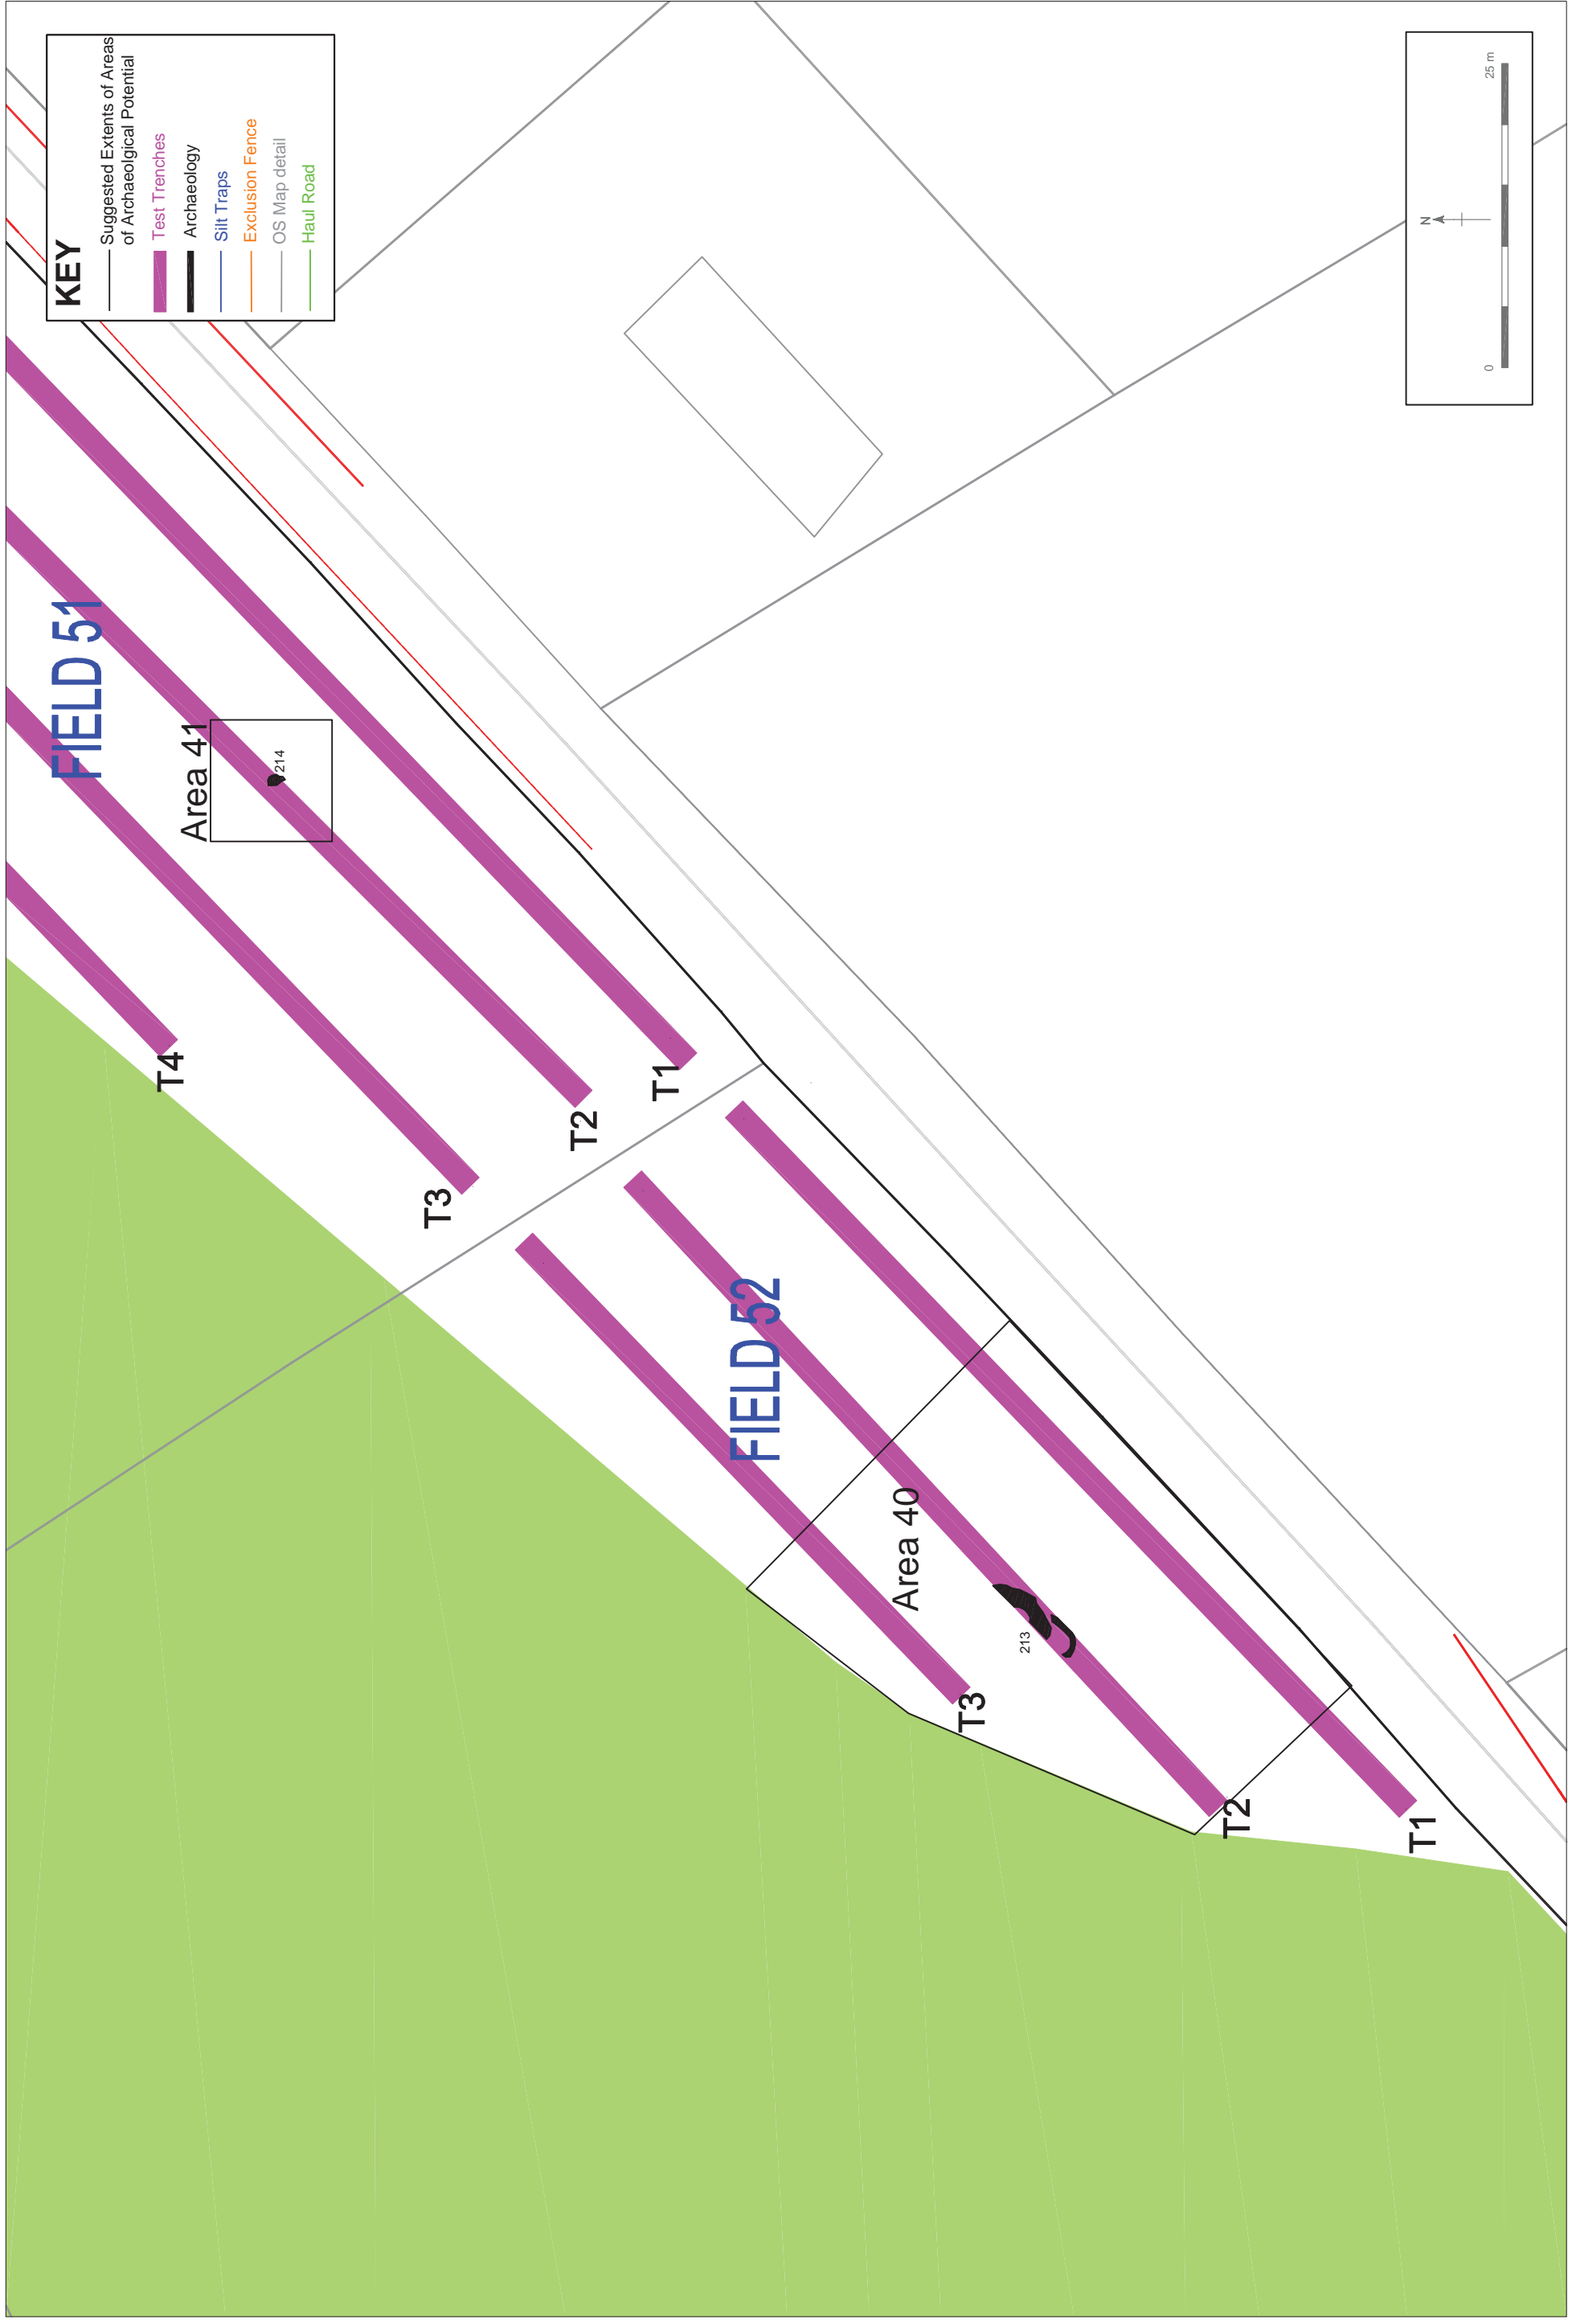 KEY
Suggested Extents of Areas
of Archaeolgical Potential
Test Trenches
Archaeology
Silt Traps
Exclusion Fence
OS Map detail
Haul Road
FIELD 51
Area 41
214
T4
T3
T2
T1
FIELD 52
Area 40
213
T3
T2
T1
N
0
25 m